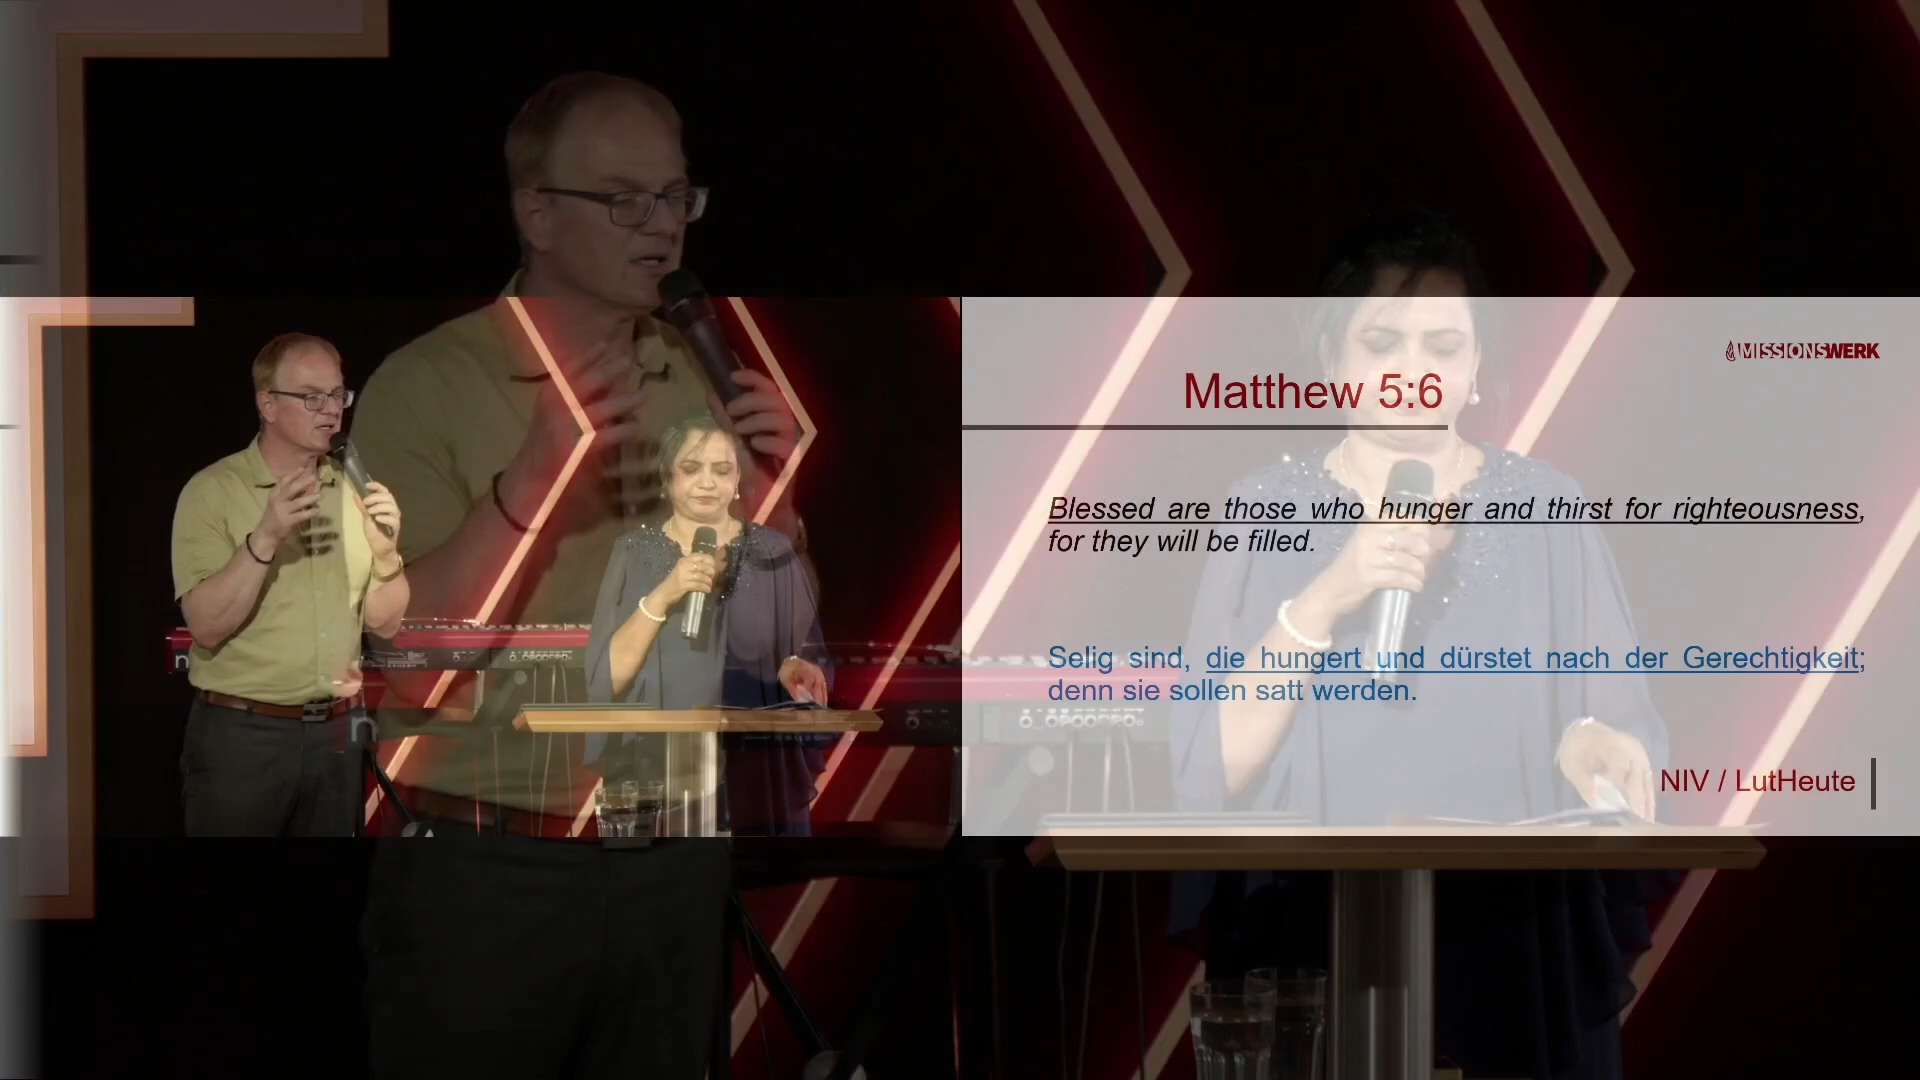 MISSIONSWERK
Matthew 5:6
Blessed are those who hunger and thirst for righteousness,
for they will be filled.
Selig sind, die hungert und dürstet nach der Gerechtigkeit;
denn sie sollen satt werden.
NIV / LutHeute